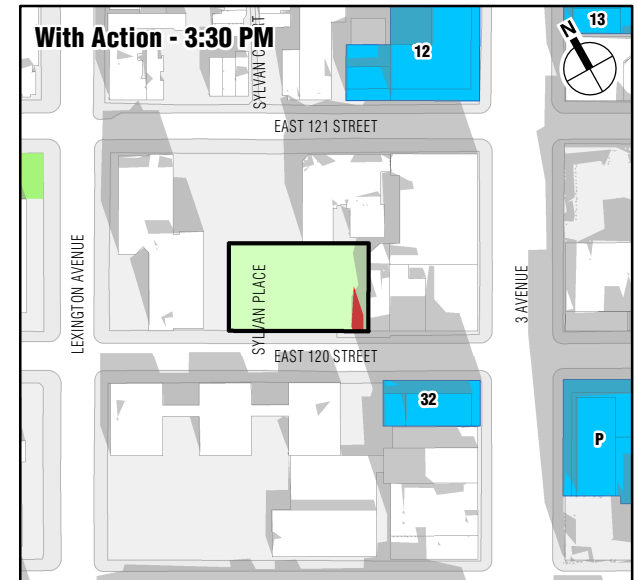 With Action - 3:30 PM
SYLVAN COURT
12
13
N
EAST 121 STREET
LEXINGTON AVENUE
SYLVAN PLACE
3 AVENUE
EAST 120 STREET
32
P